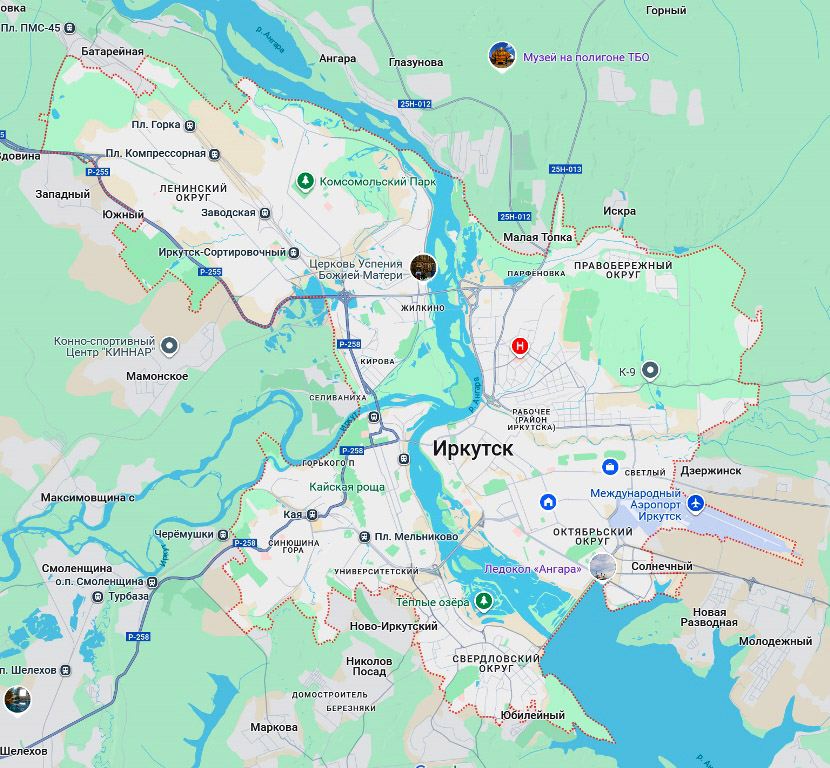 Горный
Пл. ПМС-45
Батарейная
р. Ангара
Ангара
Глазунова
Музей на полигоне ТБО
25Н-012
Пл. Горка
Пл. Компрессорная
Р-255
25Н-013
Западный
ЛЕНИНСКИЙ
ОКРУГ
Комсомольский Парк
Южный
Заводская
25Н-012
Искра
Малая Топка
Иркутск-Сортировочный
Церковь Успения
Божией Матери
Р-255
ПАРФЕНОВКА
ПРАВОБЕРЕЖНЫЙ
ОКРУГ
ЖИЛКИНО
Конно-спортивный
Центр "КИННАР"
Р-258
КИРОВА
К-9
Мамонское
СЕЛИВАНИХА
р. Ангара
Иркут
РАБОЧЕЕ
(РАЙОН
ИРКУТСКА)
Р-258
Иркутск
ГОРЬКОГО П
СВЕТЛЫЙ
Дзержинск
Кайская роща
Максимовщина с
Международный
Аэропорт
Иркутск
Кая
Черёмушки
Пл. Мельниково
ОКТЯБРЬСКИЙ
ОКРУГ
Р-258
СИНЮШИНА
ГОРА
Иркут
Смоленщина
о.п. Смоленщина
Турбаза
УНИВЕРСИТЕТСКИЙ
Ледокол «Ангара»
Солнечный
Тёплые озёра
Новая
Разводная
Ново-Иркутский
Р-258
Молодежный
п. Шелехов
Николов
Посад
СВЕРДЛОВСКИЙ
ОКРУГ
ДОМОСТРОИТЕЛЬ
БЕРЕЗНЯКИ
Юбилейный
Маркова
Шелехов